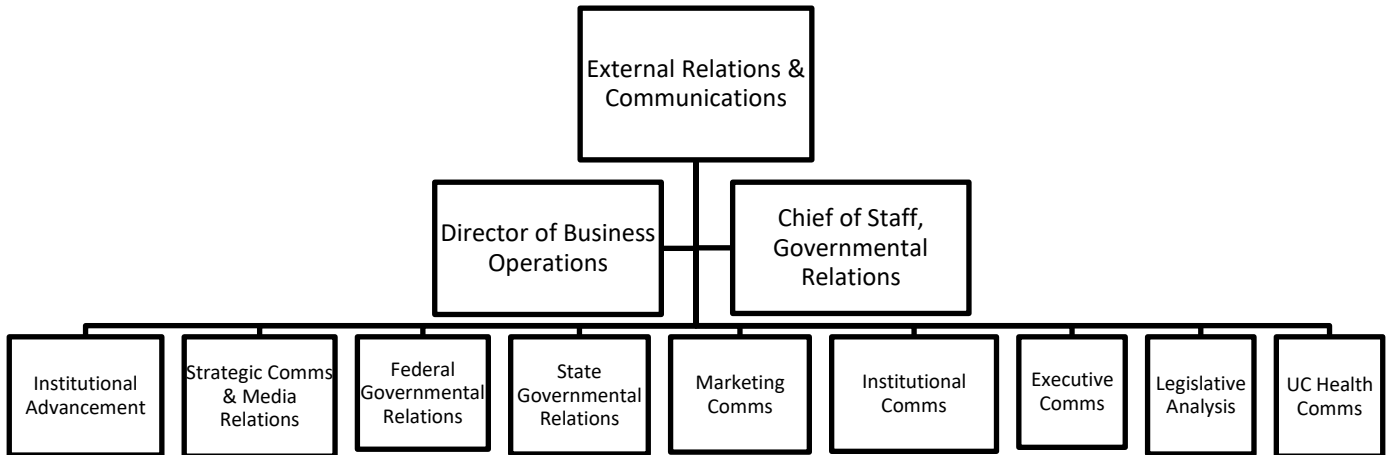 External Relations &
Communications
Director of Business
Operations
Chief of Staff,
Governmental
Relations
Institutional
Advancement
Strategic Comms
& Media
Relations
Federal
Governmental
Relations
State
Governmental
Relations
Marketing
Comms
Institutional
Comms
Executive
Comms
Legislative
Analysis
UC Health
Comms